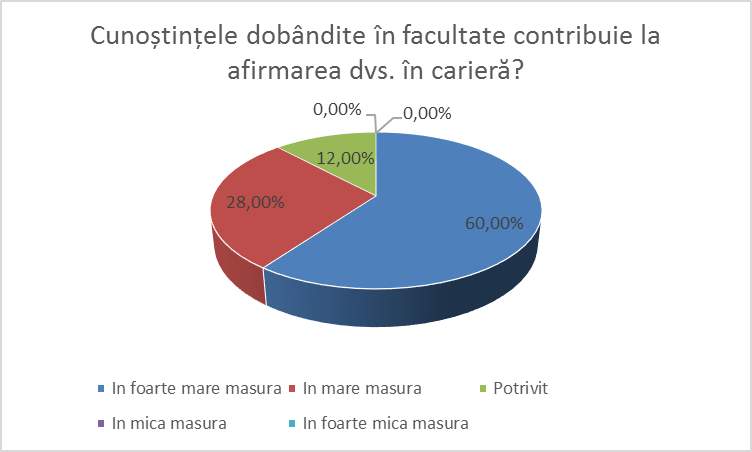 Cunoștințele dobândite în facultate contribuie la
afirmarea dvs. în carieră?
0,00% 0,00%
12,00%
28,00%
60,00%
In foarte mare masura In mare masura Potrivit
In mica masura In foarte mica masura